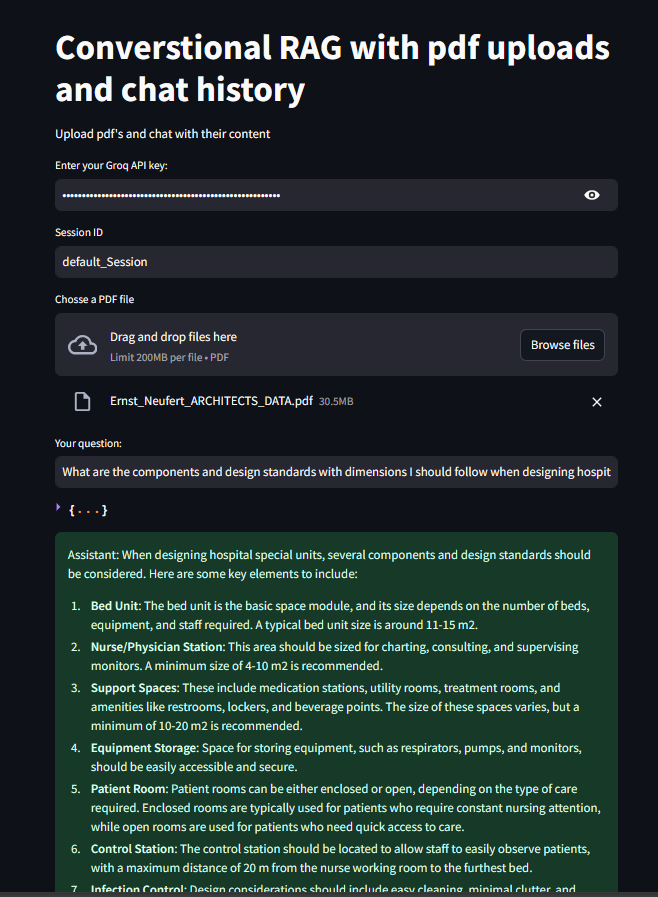 Converstional RAG with pdf uploads
and chat history
Upload pdf's and chat with their content
Enter your Groq API key:
••••••••••••••••••••••••••••••••••••••••••••••••••••••••
Session ID
default_Session
Chosse a PDF file
Drag and drop files here
Limit 200MB per file • PDF
Browse files
Ernst_Neufert_ARCHITECTS_DATA.pdf 30.5MB
Your question:
What are the components and design standards with dimensions I should follow when designing hospit
{...}
Assistant: When designing hospital special units, several components and design standards should
be considered. Here are some key elements to include:
1. Bed Unit: The bed unit is the basic space module, and its size depends on the number of beds,
equipment, and staff required. A typical bed unit size is around 11-15 m2.
2. Nurse/Physician Station: This area should be sized for charting, consulting, and supervising
monitors. A minimum size of 4-10 m2 is recommended.
3. Support Spaces: These include medication stations, utility rooms, treatment rooms, and
amenities like restrooms, lockers, and beverage points. The size of these spaces varies, but a
minimum of 10-20 m2 is recommended.
4. Equipment Storage: Space for storing equipment, such as respirators, pumps, and monitors,
should be easily accessible and secure.
5. Patient Room: Patient rooms can be either enclosed or open, depending on the type of care
required. Enclosed rooms are typically used for patients who require constant nursing attention,
while open rooms are used for patients who need quick access to care.
6. Control Station: The control station should be located to allow staff to easily observe patients,
with a maximum distance of 20 m from the nurse working room to the furthest bed.
7. Infection Control: Design considerations should include easy cleaning, minimal clutter, and